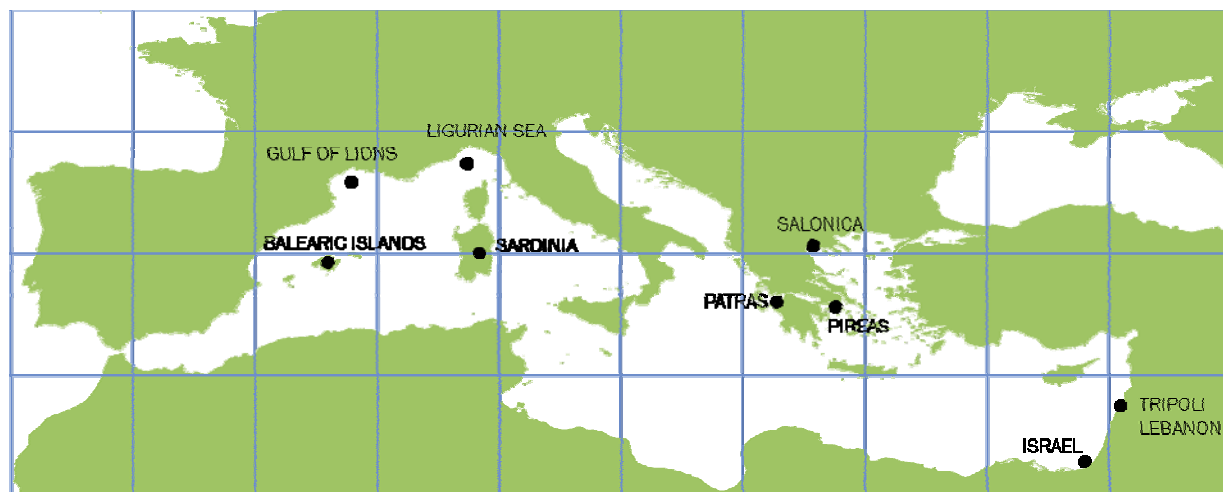 LIGURIAN SEA
GULF OF LIONS
SALONICA
BALEARIC ISLANDS
SARDINIA
PATRAS
PIREAS
TRIPOLI
LEBANON
ISRAEL